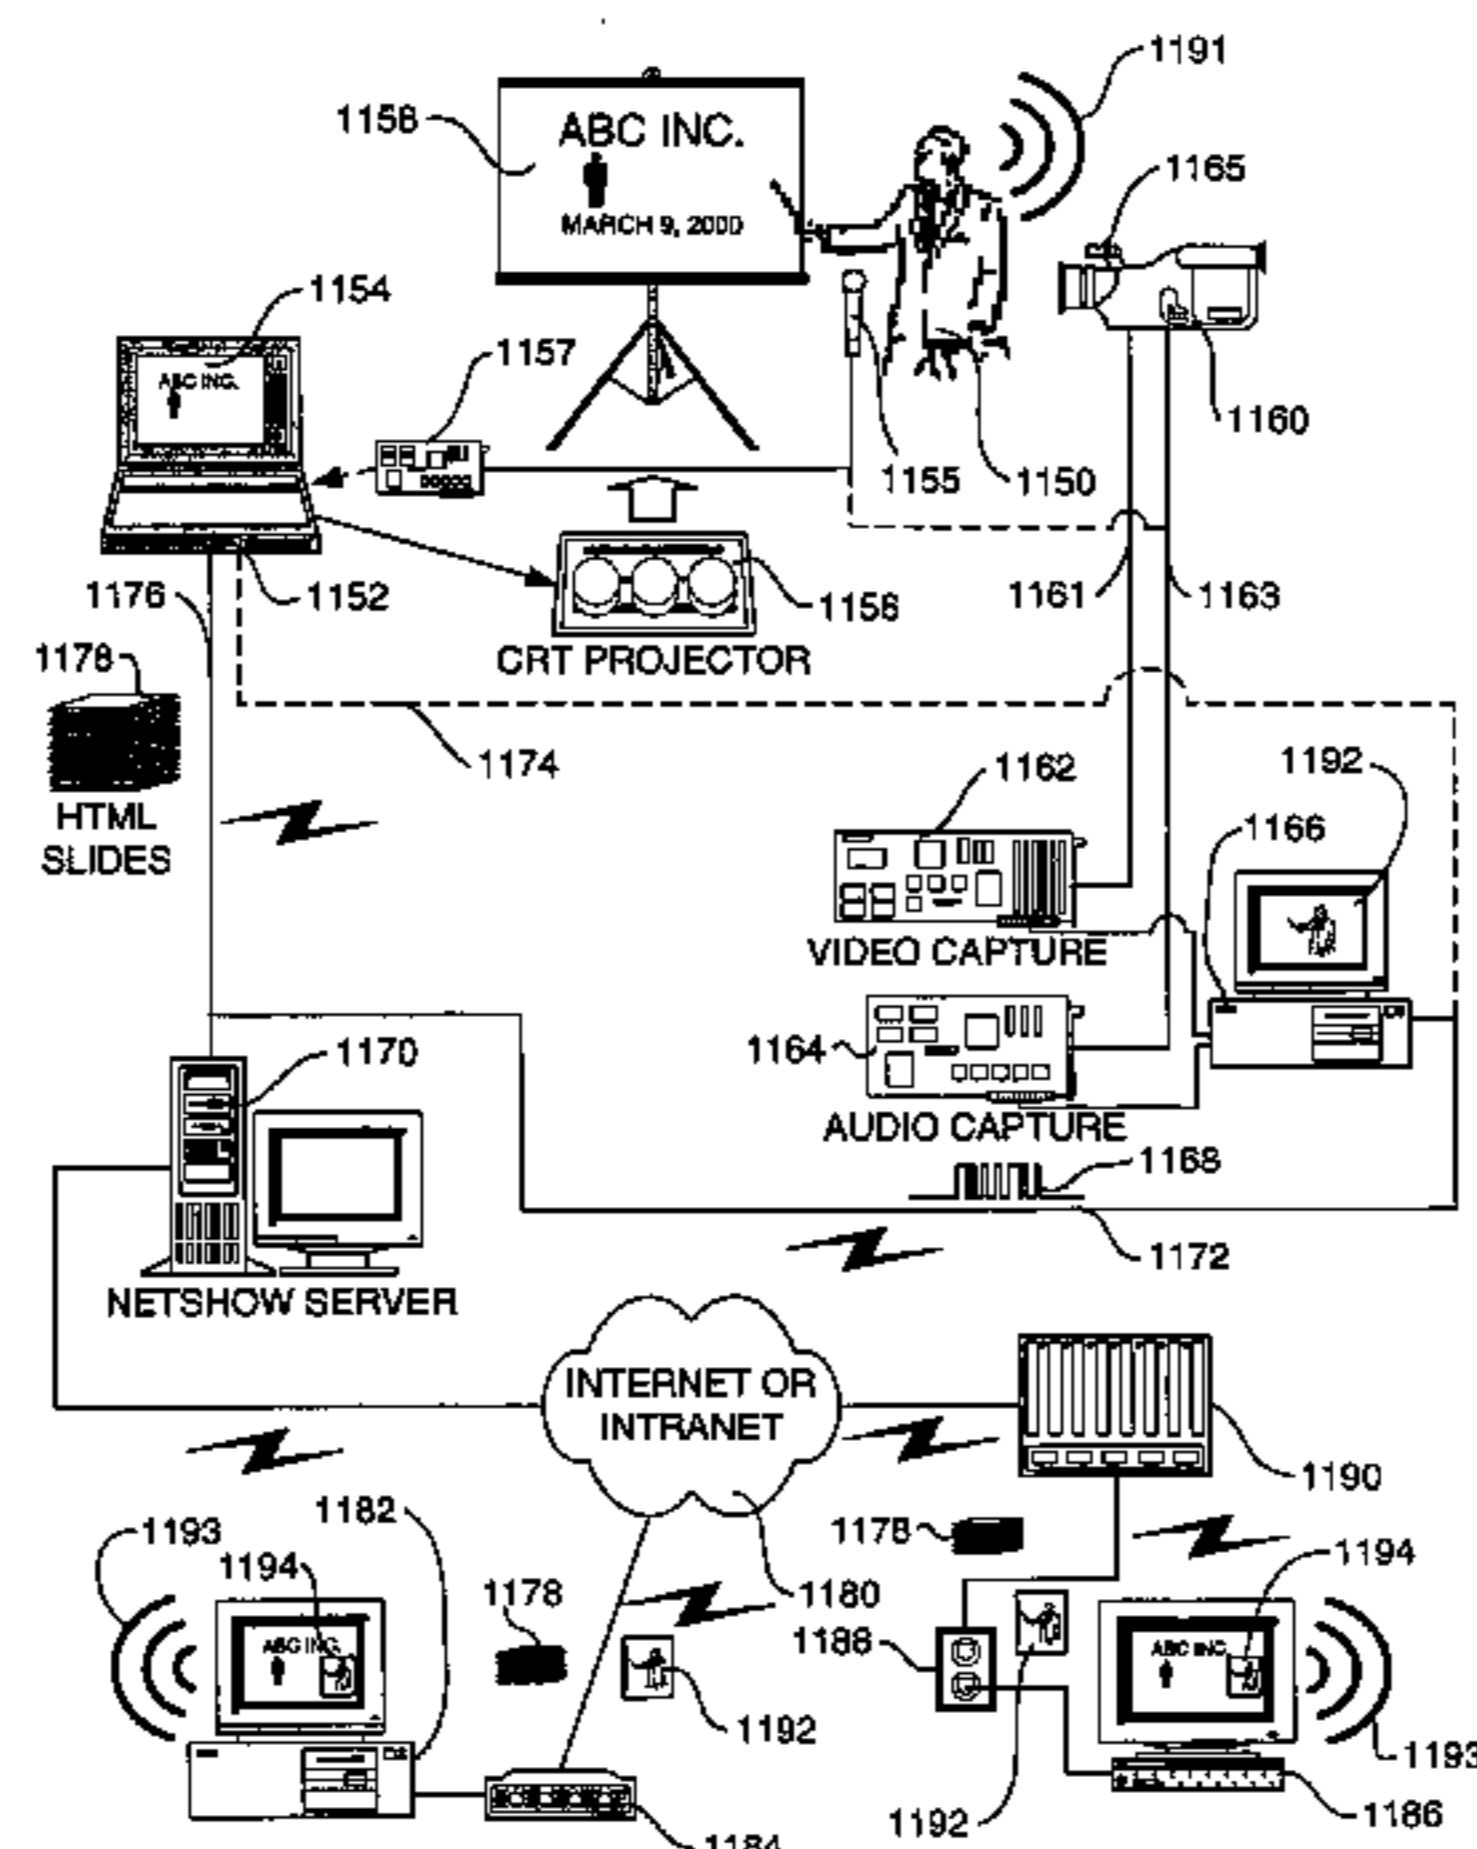 1191
1158
ABC INC.
1165
MARCH 9, 2000
1154
ABC INC.
1157
1160
1155
1150
1176
1152
1156
1161
1163
CRT PROJECTOR
1178
1174
1162
1192
HTML
SLIDES
1166
VIDEO CAPTURE
1170
1164
AUDIO CAPTURE
1168
1172
NETSHOW SERVER
INTERNET OR
INTRANET
1190
1182
1193
1178
1194
1194
1178
1180
1188
ABC INC.
ABC INC.
1192
1193
1192
1186
1184